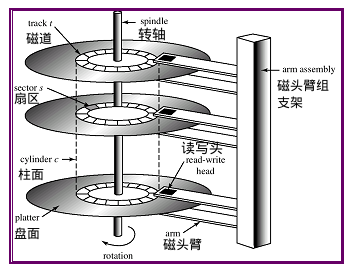 track t
磁道
spindle
转轴
arm assembly
磁头臂组
支架
sector s
扇区
读写头
read-write
head
cylinder c
柱面
platter
盘面
arm
磁头臂
rotation